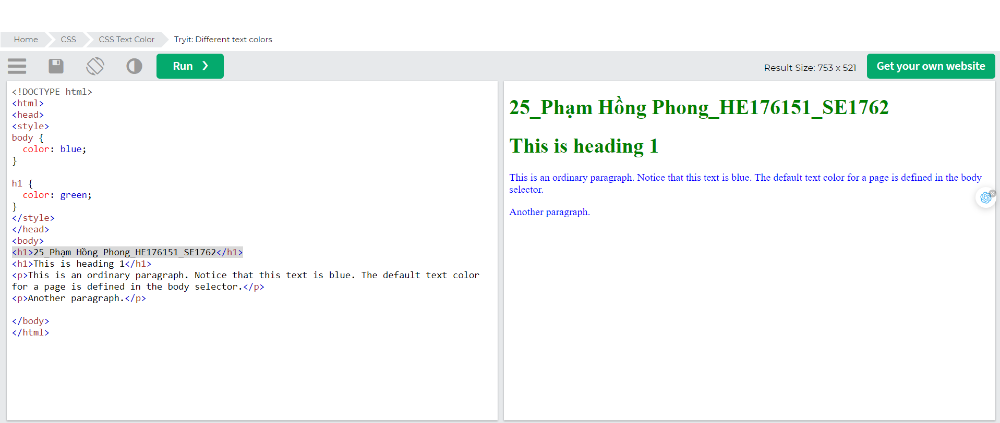 Home CSS CSS Text Color Tryit: Different text colors
Run ❯ Result Size: 753 x 521 Get your own website
<!DOCTYPE html>
<html>
<head>
<style>
body {
  color: blue;
}
h1 {
  color: green;
}
</style>
</head>
<body>
<h1>25_Phạm Hồng Phong_HE176151_SE1762</h1>
<h1>This is heading 1</h1>
<p>This is an ordinary paragraph. Notice that this text is blue. The default text color
for a page is defined in the body selector.</p>
<p>Another paragraph.</p>
</body>
</html>
25_Phạm Hồng Phong_HE176151_SE1762
This is heading 1
This is an ordinary paragraph. Notice that this text is blue. The default text color for a page is defined in the body
selector.
Another paragraph.